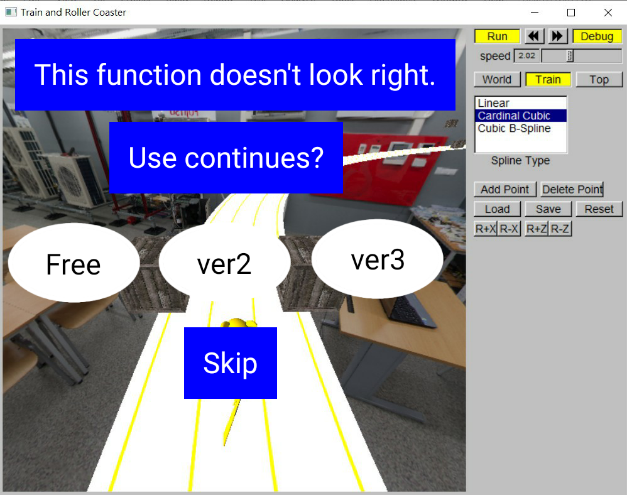 Train and Roller Coaster
This function doesn't look right.
Use continues?
Free
ver2
ver3
Skip
Run
Debug
speed 2.02
World Train Top
Linear
Cardinal Cubic
Cubic B-Spline
Spline Type
Add Point Delete Point
Load Save Reset
R+X R-X R+Z R-Z